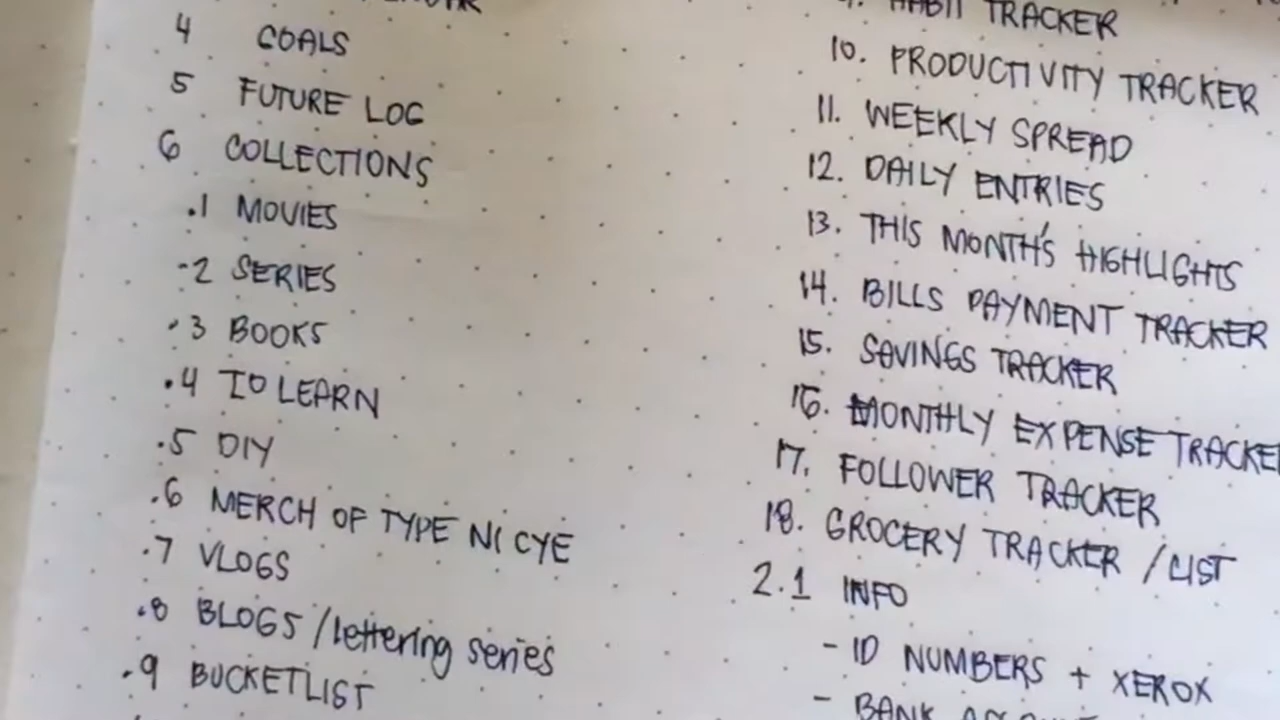 4 GOALS
5 FUTURE LOG
6 COLLECTIONS
.1 MOVIES
-2 SERIES
.3 BOOKS
.4 TO LEARN
.5 DIY
.6 MERCH OF TYPE NI CYE
.7 VLOGS
.8 BLOGS / lettering series
.9 BUCKETLIST
HABIT TRACKER
10. PRODUCTIVITY TRACKER
11. WEEKLY SPREAD
12. DAILY ENTRIES
13. THIS MONTH'S HIGHLIGHTS
14. BILLS PAYMENT TRACKER
15. SAVINGS TRACKER
16. MONTHLY EXPENSE TRACKE
17. FOLLOWER TRACKER
18. GROCERY TRACKER / LIST
2.1 INFO
- ID NUMBERS + XEROX
- BANK